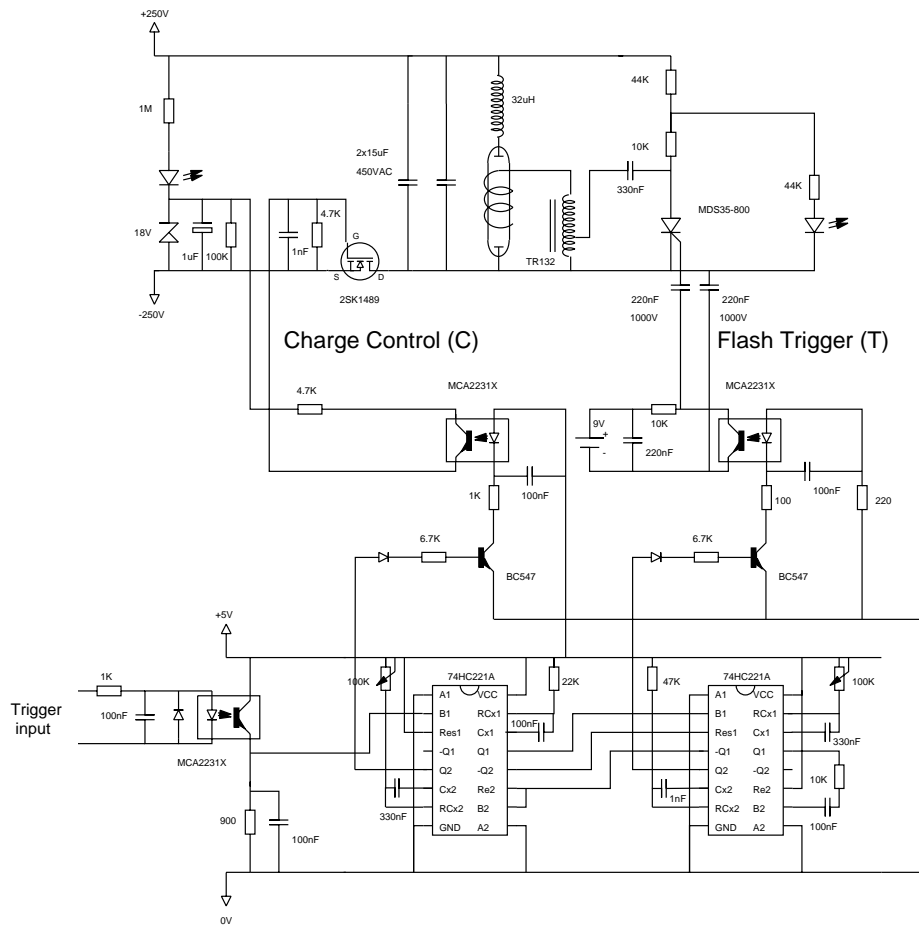 +250V
1M
18V
1uF
100K
-250V
1nF
4.7K
G
S
D
2SK1489
2x15uF
450VAC
32uH
TR132
330nF
44K
10K
MDS35-800
44K
220nF
1000V
220nF
1000V
Charge Control (C)
Flash Trigger (T)
MCA2231X
4.7K
1K
100nF
6.7K
BC547
MCA2231X
9V
+
-
10K
220nF
100nF
100
220
6.7K
BC547
+5V
Trigger
input
1K
100nF
MCA2231X
900
100nF
0V
100K
330nF
74HC221A
A1 VCC
B1 RCx1
Res1 Cx1
-Q1 Q1
Q2 -Q2
Cx2 Re2
RCx2 B2
GND A2
22K
100nF
47K
1nF
74HC221A
A1 VCC
B1 RCx1
Res1 Cx1
-Q1 Q1
Q2 -Q2
Cx2 Re2
RCx2 B2
GND A2
100K
330nF
10K
100nF